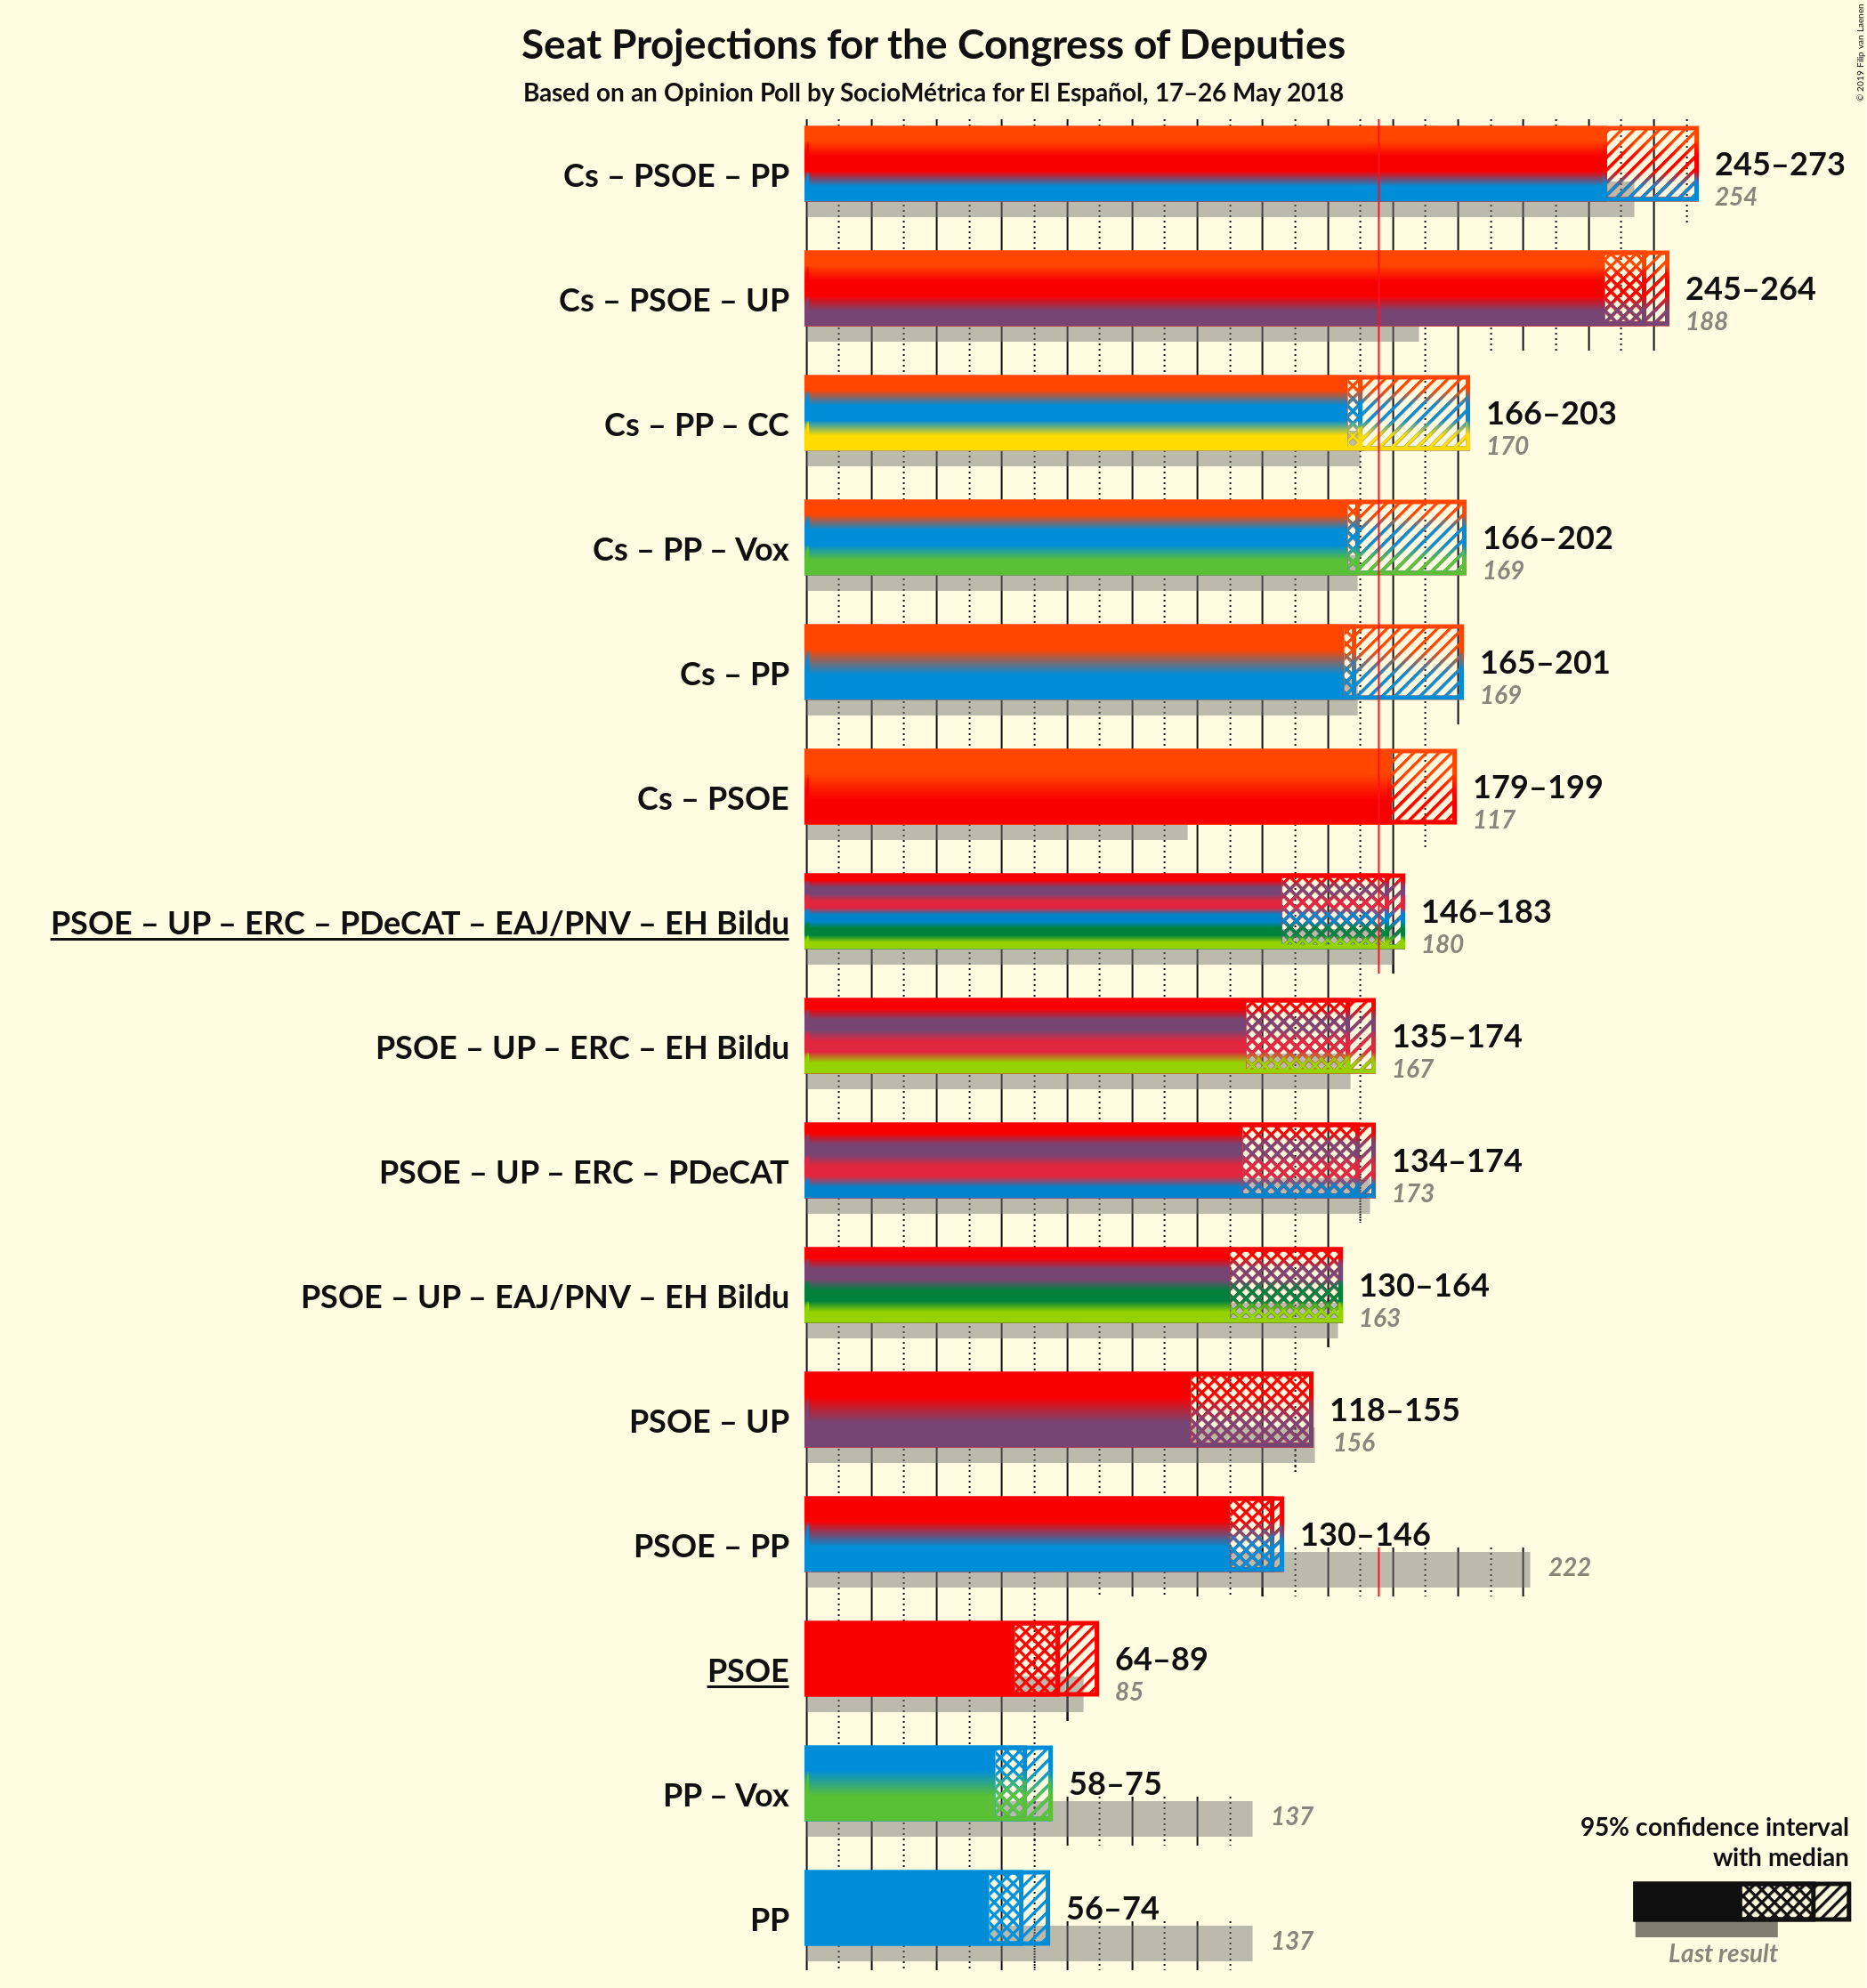 Seat Projections for the Congress of Deputies
Based on an Opinion Poll by SocioMétrica for El Español, 17–26 May 2018
© 2019 Filip van Laenen
Cs – PSOE – PP
245–273
254
Cs – PSOE – UP
245–264
188
Cs – PP – CC
166–203
170
Cs – PP – Vox
166–202
169
Cs – PP
165–201
169
Cs – PSOE
179–199
117
PSOE – UP – ERC – PDeCAT – EAJ/PNV – EH Bildu
146–183
180
PSOE – UP – ERC – EH Bildu
135–174
167
PSOE – UP – ERC – PDeCAT
134–174
173
PSOE – UP – EAJ/PNV – EH Bildu
130–164
163
PSOE – UP
118–155
156
PSOE – PP
130–146
222
PSOE
64–89
85
PP – Vox
58–75
137
PP
56–74
137
95% confidence interval
with median
Last result